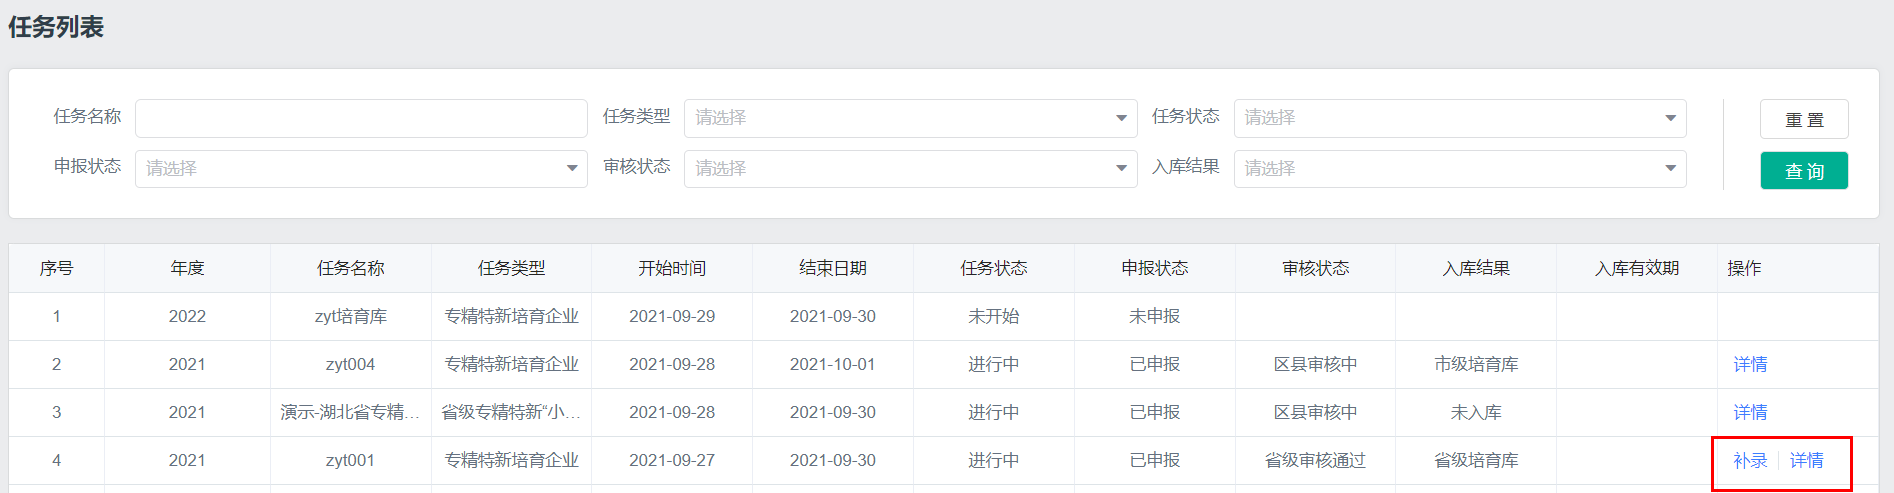 任务列表
任务名称 任务类型 请选择 任务状态 请选择 重置
申报状态 请选择 审核状态 请选择 入库结果 请选择 查询
序号 年度 任务名称 任务类型 开始时间 结束日期 任务状态 申报状态 审核状态 入库结果 入库有效期 操作
1 2022 zyt培育库 专精特新培育企业 2021-09-29 2021-09-30 未开始 未申报
2 2021 zyt004 专精特新培育企业 2021-09-28 2021-10-01 进行中 已申报 区县审核中 市级培育库 详情
3 2021 演示-湖北省专精... 省级专精特新“小... 2021-09-28 2021-09-30 进行中 已申报 区县审核中 未入库 详情
4 2021 zyt001 专精特新培育企业 2021-09-27 2021-09-30 进行中 已申报 省级审核通过 省级培育库 补录 详情